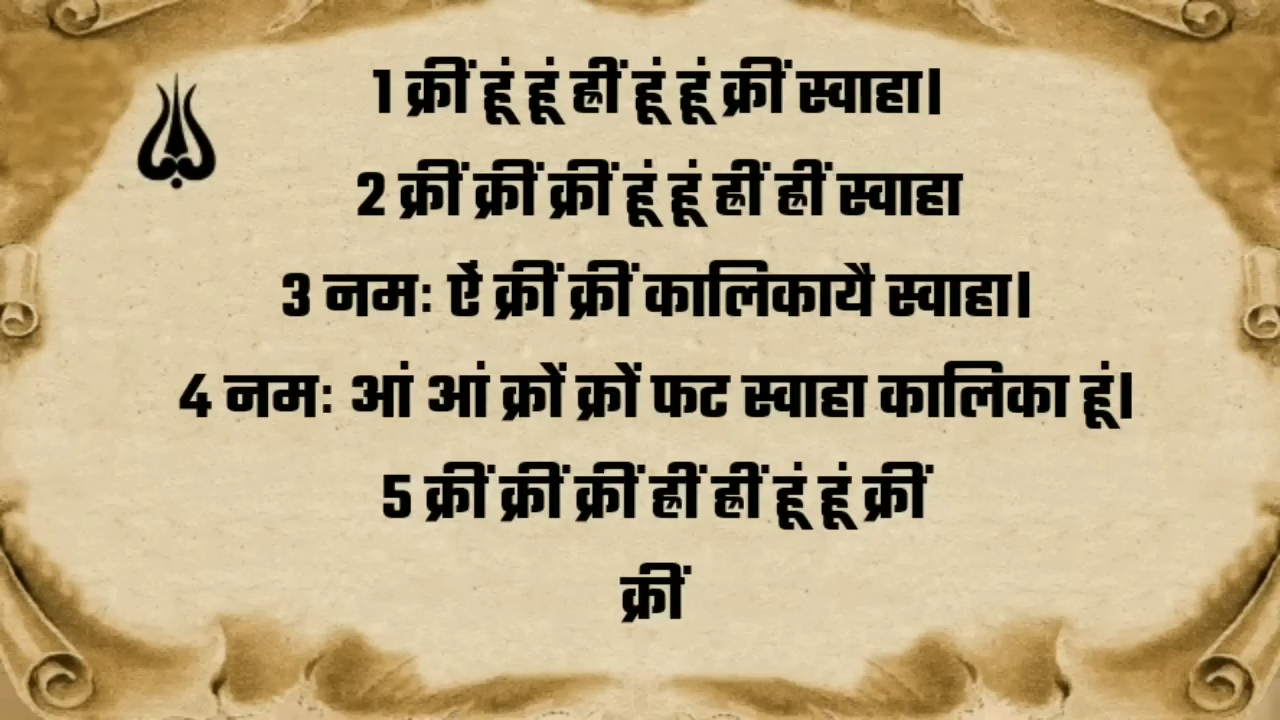 1 क्रीं हूं हूं ह्रीं हूं हूं क्रीं स्वाहा।
2 क्रीं क्रीं क्रीं हूं हूं ह्रीं ह्रीं स्वाहा
3 नमः ऐं क्रीं क्रीं कालिकायै स्वाहा।
4 नमः आं आं क्रों क्रों फट स्वाहा कालिका हूं।
5 क्रीं क्रीं क्रीं ह्रीं ह्रीं हूं हूं क्रीं
क्रीं